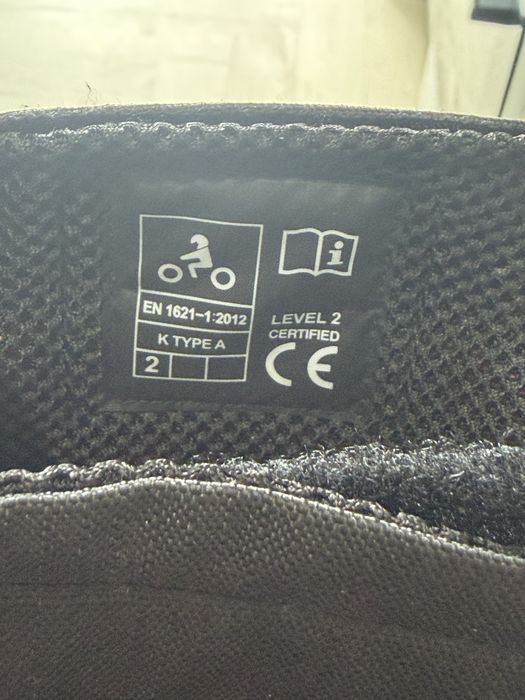 EN 1621-1:2012
K TYPE A
2
i
LEVEL 2
CERTIFIED
CE